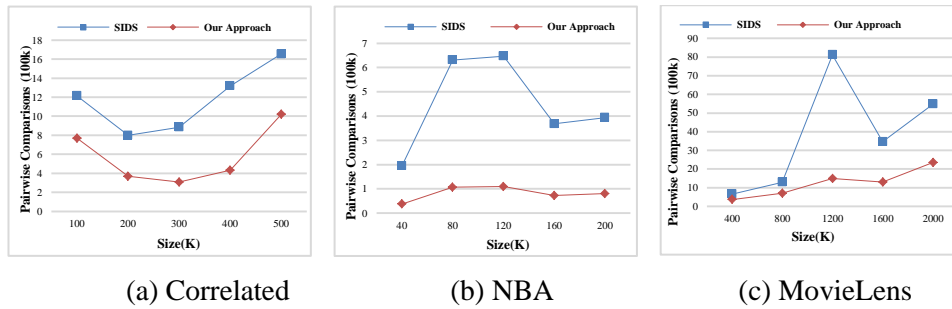 SIDS Our Approach
Pairwise Comparisons (100k)
18
16
14
12
10
8
6
4
2
0
100 200 300 400 500
Size(K)
(a) Correlated
SIDS Our Approach
Pairwise Comparisons (100k)
7
6
5
4
3
2
1
0
40 80 120 160 200
Size(K)
(b) NBA
SIDS Our Approach
Pairwise Comparisons (100k)
90
80
70
60
50
40
30
20
10
0
400 800 1200 1600 2000
Size(K)
(c) MovieLens